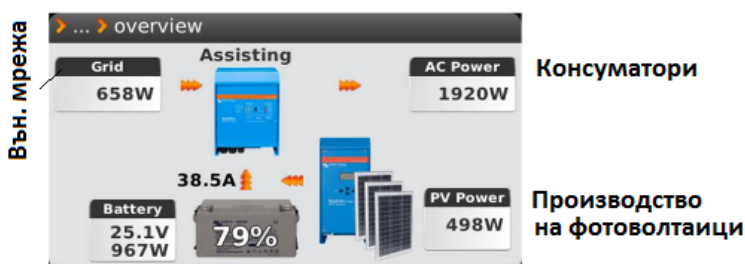 > ... > overview
Вън. мрежа
Grid
658W
Assisting
AC Power
1920W
Консуматори
38.5A
Battery
25.1V
967W
79%
PV Power
498W
Производство
на фотоволтаици